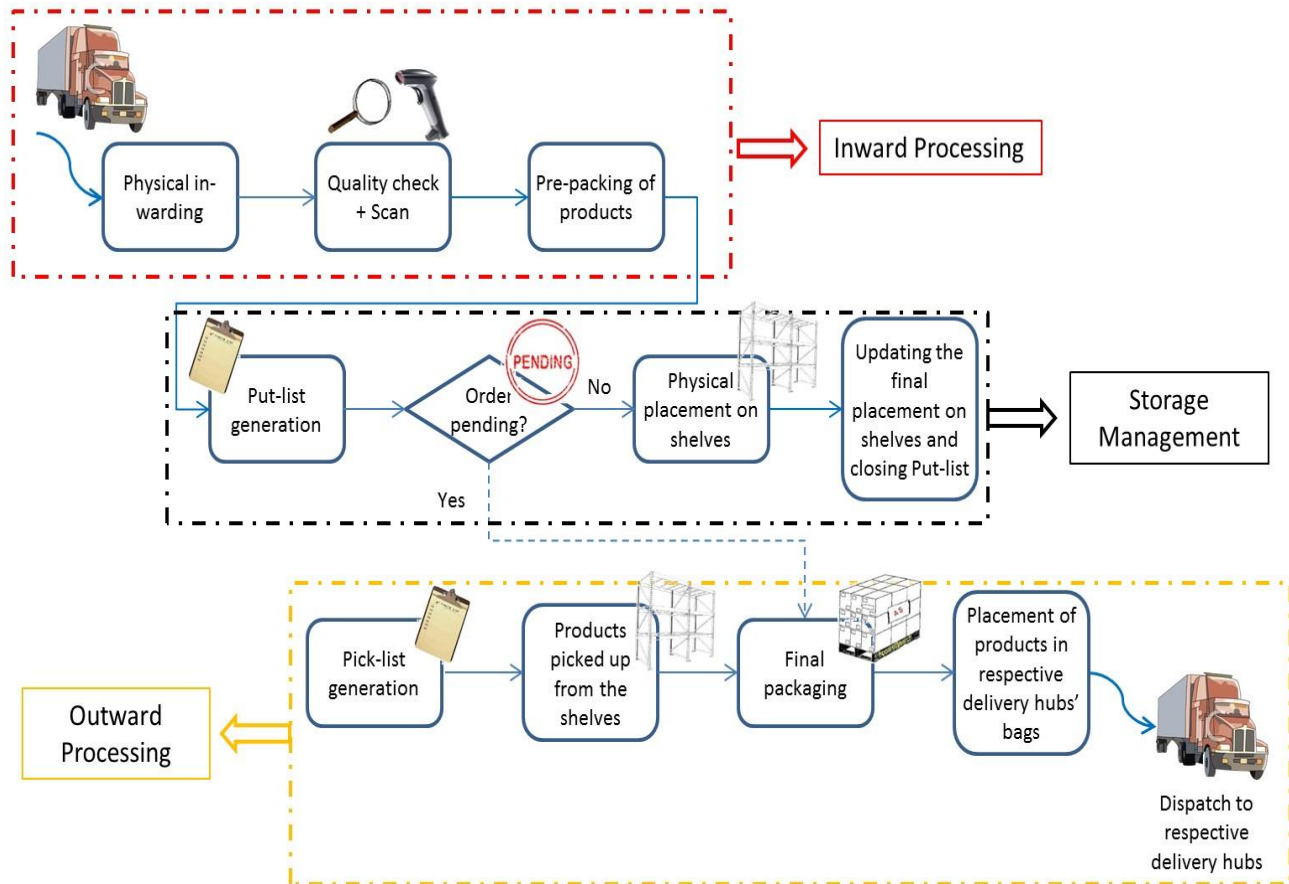 Inward Processing
Physical in-
warding
Quality check
+ Scan
Pre-packing of
products
Put-list
generation
Order
pending?
PENDING
No
Yes
Physical
placement on
shelves
Updating the
final
placement on
shelves and
closing Put-list
Storage
Management
Pick-list
generation
Products
picked up
from the
shelves
Final
packaging
Placement of
products in
respective
delivery hubs’
bags
Outward
Processing
Dispatch to
respective
delivery hubs